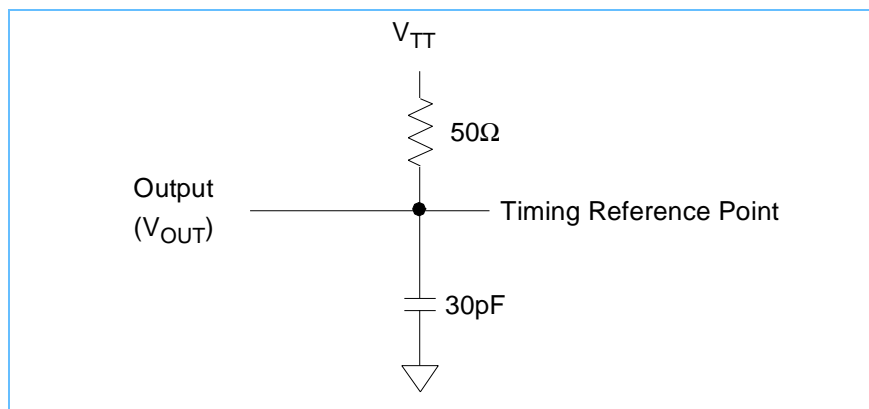 V_TT
50Ω
Output
(V_OUT)
Timing Reference Point
30pF